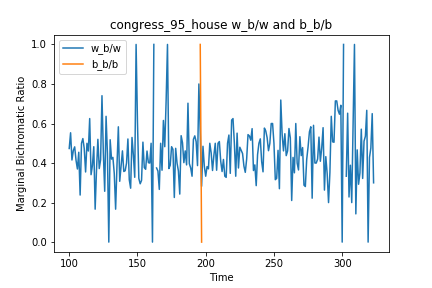 congress_95_house w_b/w and b_b/b
w_b/w
b_b/b
Marginal Bichromatic Ratio
1.0
0.8
0.6
0.4
0.2
0.0
100
150
200
250
300
Time